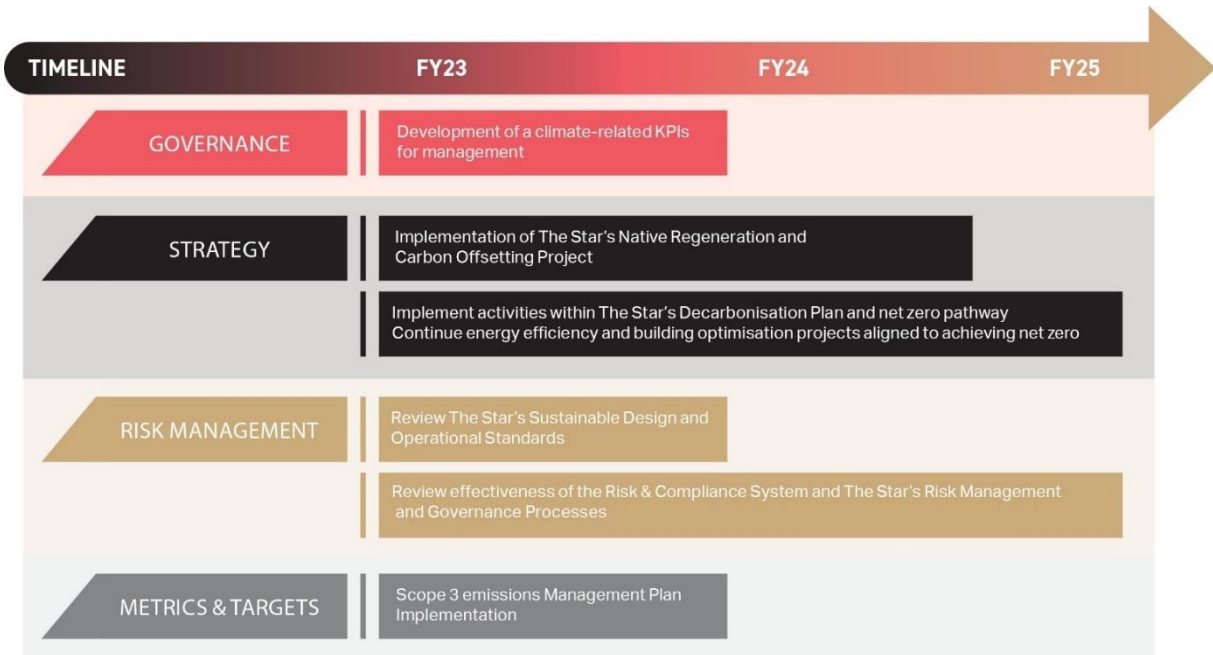 TIMELINE FY23 FY24 FY25
GOVERNANCE
Development of a climate-related KPIs
for management
STRATEGY
Implementation of The Star's Native Regeneration and
Carbon Offsetting Project
Implement activities within The Star's Decarbonisation Plan and net zero pathway
Continue energy efficiency and building optimisation projects aligned to achieving net zero
RISK MANAGEMENT
Review The Star's Sustainable Design and
Operational Standards
Review effectiveness of the Risk & Compliance System and The Star's Risk Management
and Governance Processes
METRICS & TARGETS
Scope 3 emissions Management Plan
Implementation